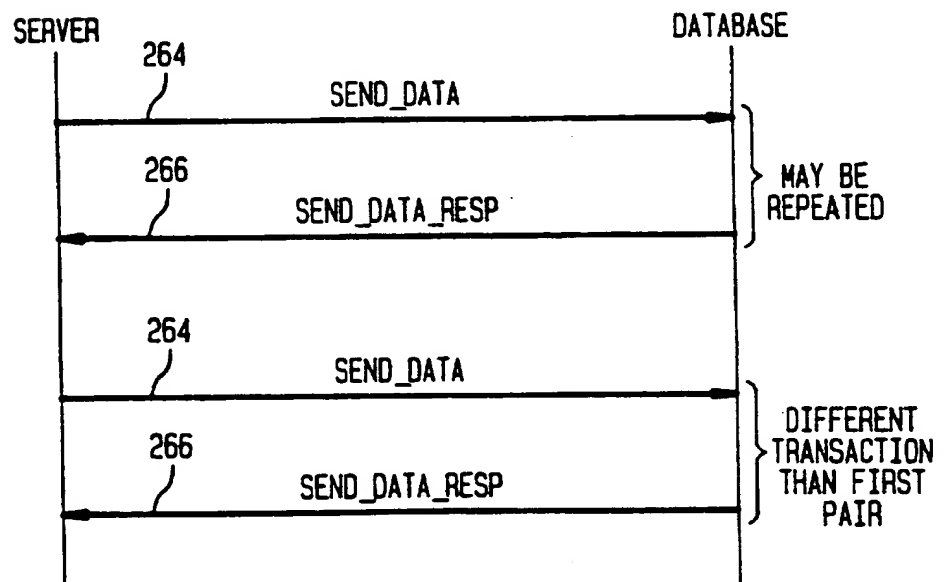 SERVER
DATABASE
264
SEND_DATA
266
SEND_DATA_RESP
MAY BE
REPEATED
264
SEND_DATA
266
SEND_DATA_RESP
DIFFERENT
TRANSACTION
THAN FIRST
PAIR